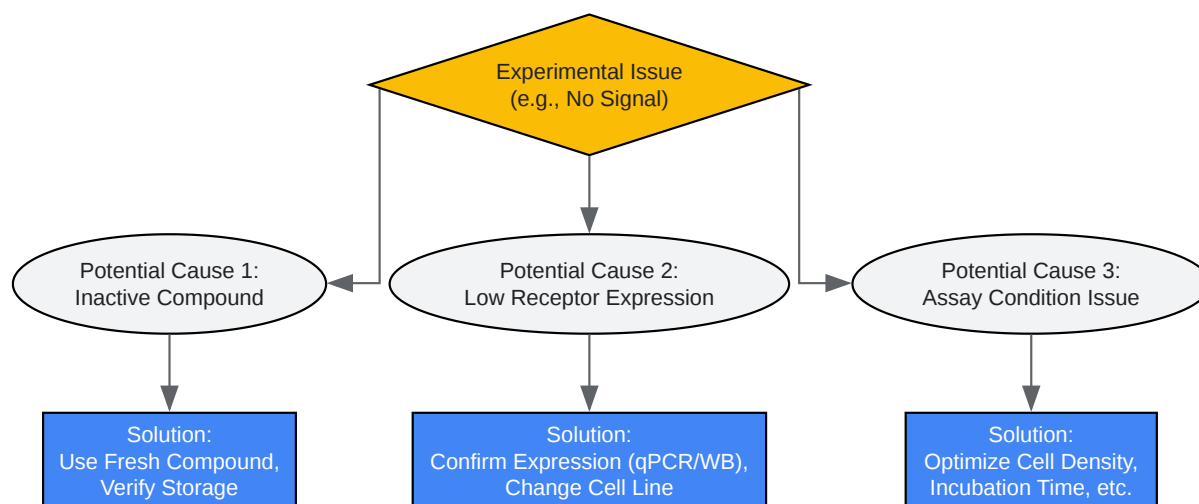 Experimental Issue
(e.g., No Signal)
Potential Cause 1:
Inactive Compound
Potential Cause 2:
Low Receptor Expression
Potential Cause 3:
Assay Condition Issue
Solution:
Use Fresh Compound,
Verify Storage
Solution:
Confirm Expression (qPCR/WB),
Change Cell Line
Solution:
Optimize Cell Density,
Incubation Time, etc.